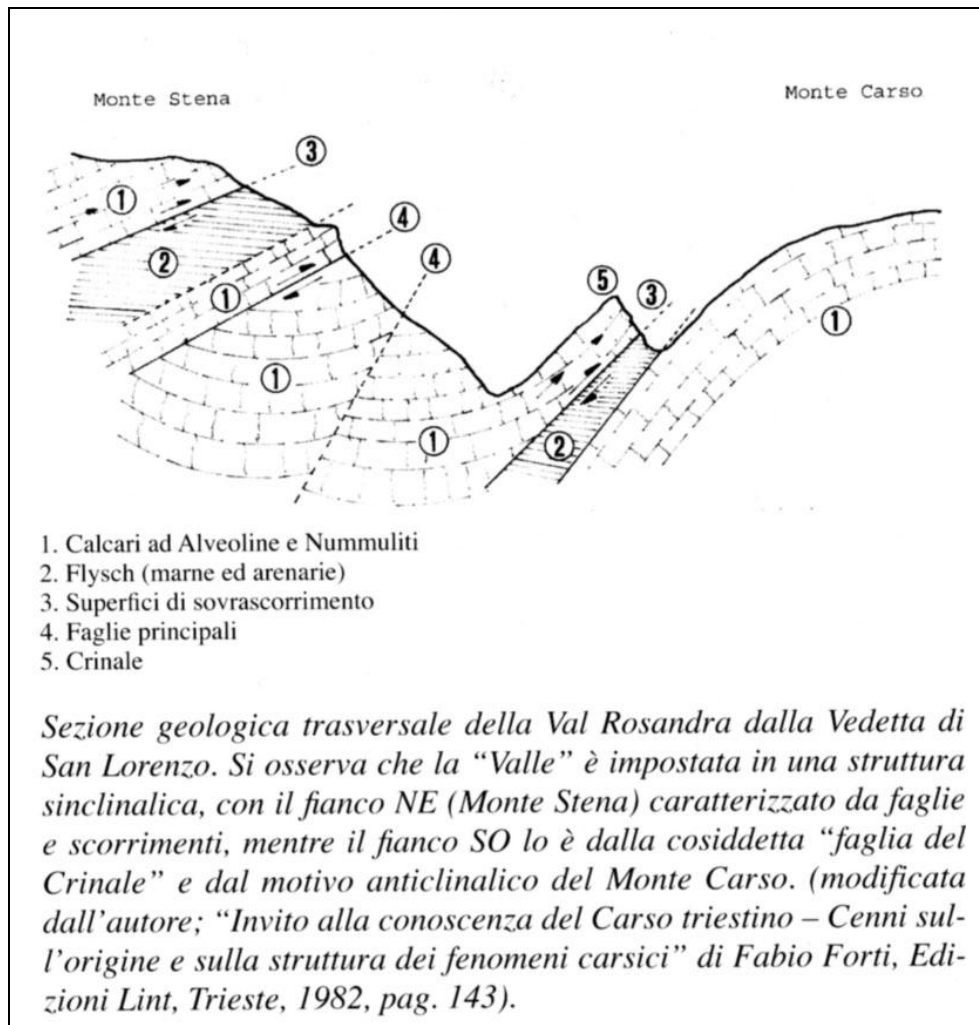 Monte Stena
Monte Carso
3
1
4
2
4
1
5
3
1
1
1
2
1. Calcari ad Alveoline e Nummuliti
2. Flysch (marne ed arenarie)
3. Superfici di sovrascorrimento
4. Faglie principali
5. Crinale
Sezione geologica trasversale della Val Rosandra dalla Vedetta di
San Lorenzo. Si osserva che la “Valle” è impostata in una struttura
sinclinalica, con il fianco NE (Monte Stena) caratterizzato da faglie
e scorrimenti, mentre il fianco SO lo è dalla cosiddetta “faglia del
Crinale” e dal motivo anticlinalico del Monte Carso. (modificata
dall’autore; “Invito alla conoscenza del Carso triestino – Cenni sul-
l’origine e sulla struttura dei fenomeni carsici” di Fabio Forti, Edi-
zioni Lint, Trieste, 1982, pag. 143).